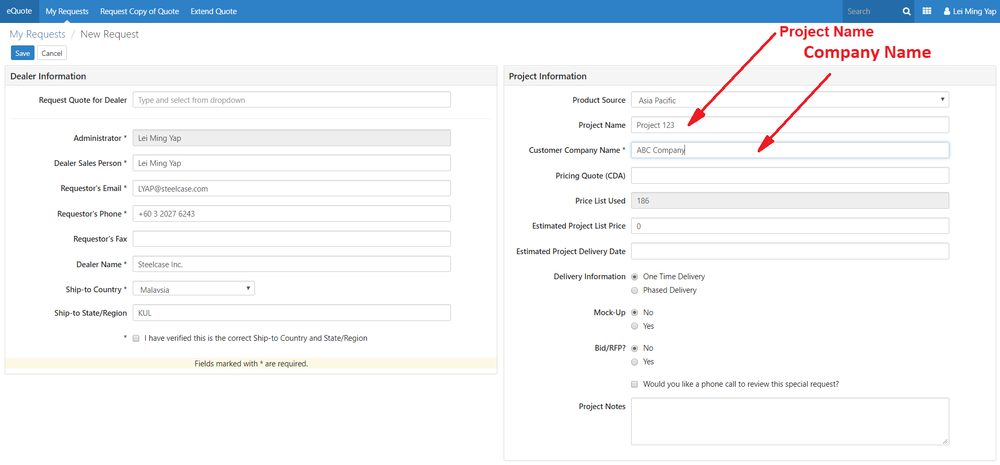 eQuote My Requests Request Copy of Quote Extend Quote Search Lei Ming Yap
My Requests / New Request
Project Name
Company Name
Save Cancel
Dealer Information
Request Quote for Dealer Type and select from dropdown
Administrator * Lei Ming Yap
Dealer Sales Person * Lei Ming Yap
Requestor's Email * LYAP@steelcase.com
Requestor's Phone * +60 3 2027 6243
Requestor's Fax
Dealer Name * Steelcase Inc.
Ship-to Country * Malaysia
Ship-to State/Region KUL
* I have verified this is the correct Ship-to Country and State/Region
Fields marked with * are required.
Project Information
Product Source Asia Pacific
Project Name Project 123
Customer Company Name * ABC Company
Pricing Quote (CDA)
Price List Used 186
Estimated Project List Price 0
Estimated Project Delivery Date
Delivery Information One Time Delivery
Phased Delivery
Mock-Up No
Yes
Bid/RFP? No
Yes
Would you like a phone call to review this special request?
Project Notes